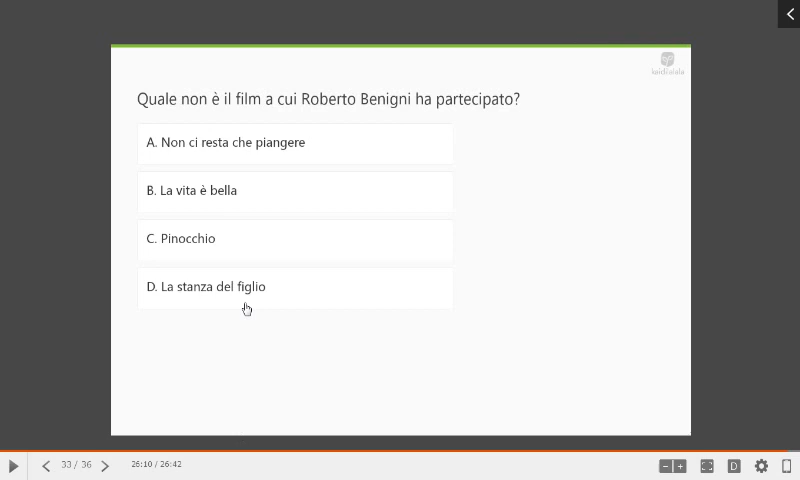 Quale non è il film a cui Roberto Benigni ha partecipato?
A. Non ci resta che piangere
B. La vita è bella
C. Pinocchio
D. La stanza del figlio
33 / 36
26:10 / 26:42
D